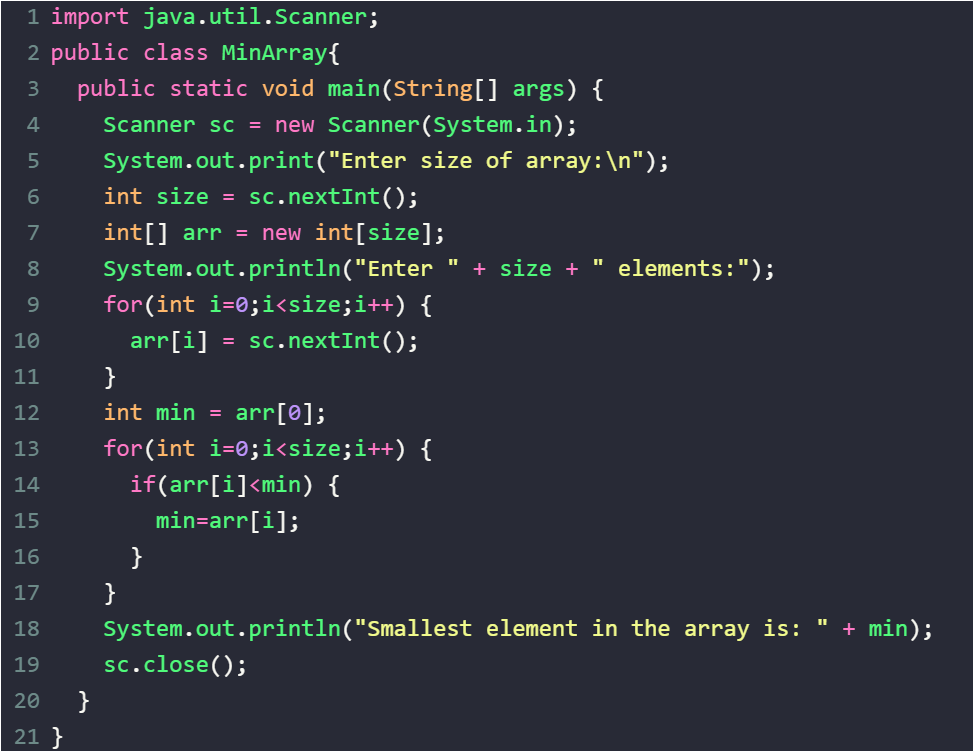 1 import java.util.Scanner;
2 public class MinArray{
3   public static void main(String[] args) {
4     Scanner sc = new Scanner(System.in);
5     System.out.print("Enter size of array:\n");
6     int size = sc.nextInt();
7     int[] arr = new int[size];
8     System.out.println("Enter " + size + " elements:");
9     for(int i=0;i<size;i++) {
10       arr[i] = sc.nextInt();
11     }
12     int min = arr[0];
13     for(int i=0;i<size;i++) {
14       if(arr[i]<min) {
15         min=arr[i];
16       }
17     }
18     System.out.println("Smallest element in the array is: " + min);
19     sc.close();
20   }
21 }